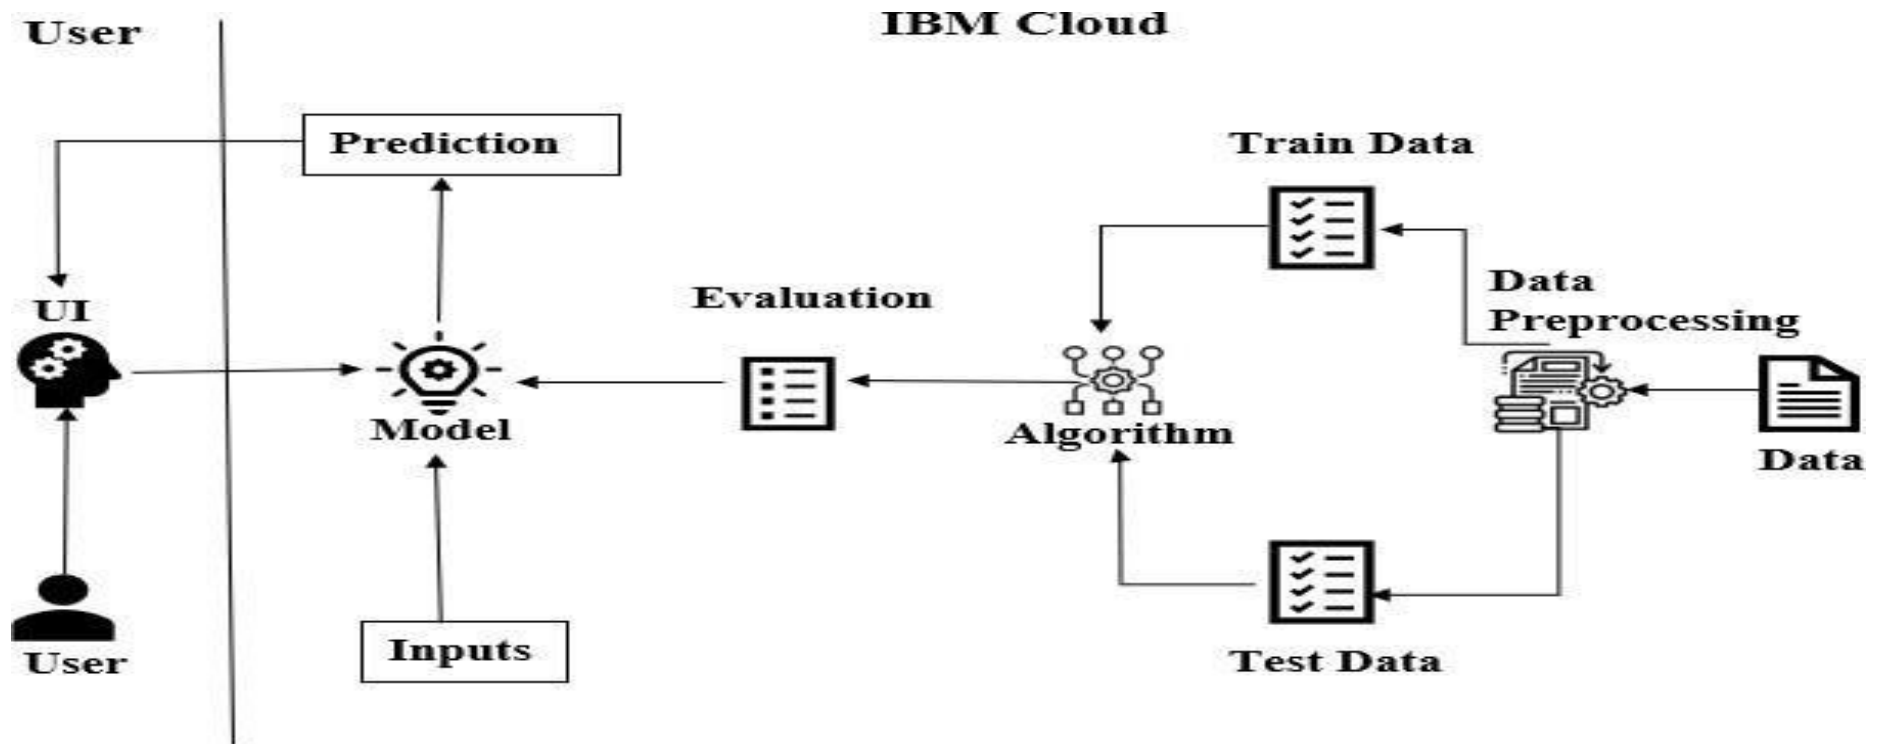 User
IBM Cloud
Prediction
Train Data
UI
Evaluation
Data
Preprocessing
Model
Algorithm
Data
User
Inputs
Test Data